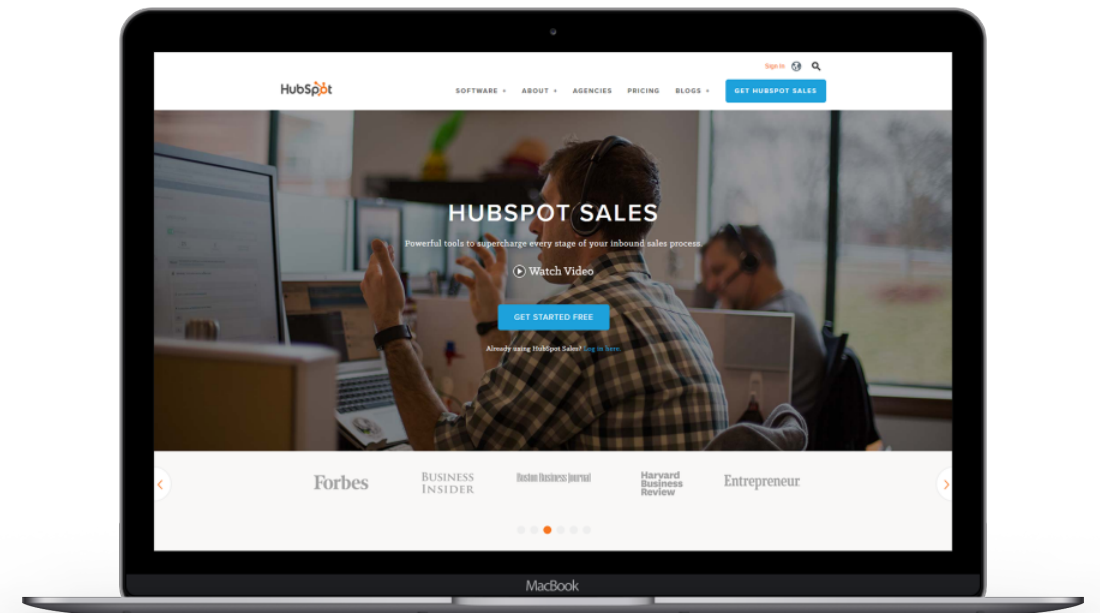 Sign in
HubSpot
SOFTWARE +
ABOUT +
AGENCIES
PRICING
BLOGS +
GET HUBSPOT SALES
HUBSPOT SALES
Powerful tools to supercharge every stage of your inbound sales process.
Watch Video
GET STARTED FREE
Already using HubSpot Sales? Log in here.
Forbes
BUSINESS
INSIDER
Boston Business Journal
Harvard
Business
Review
Entrepreneur
MacBook